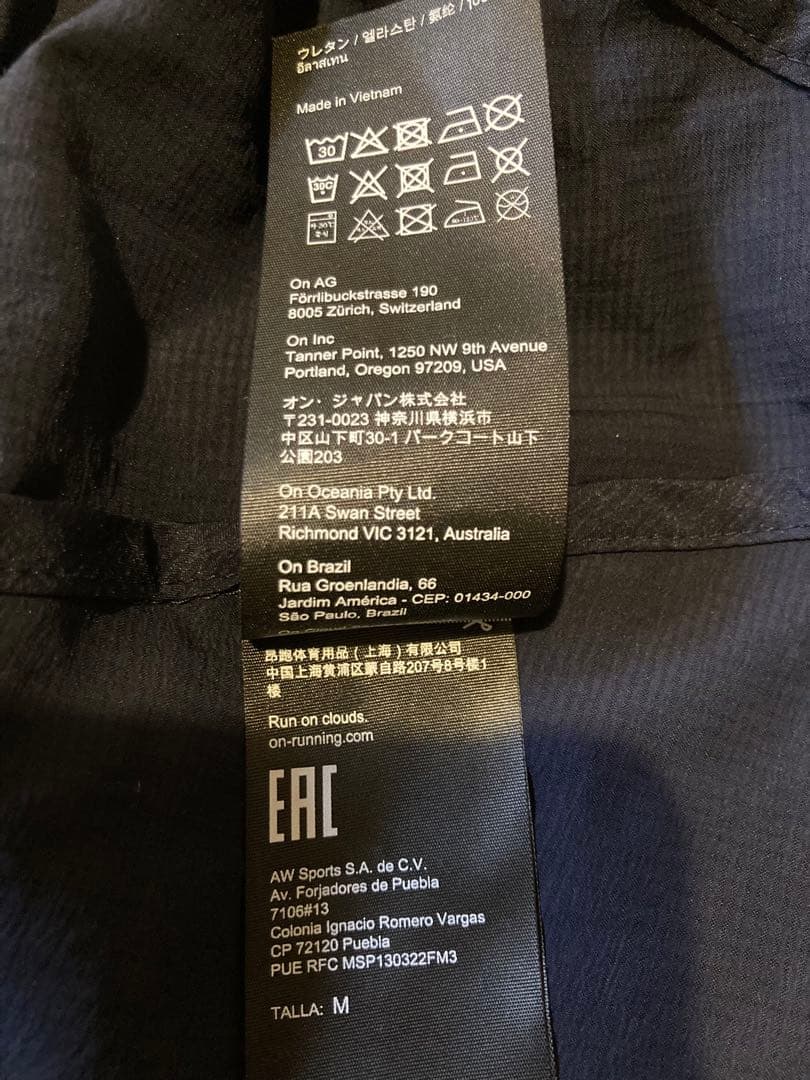 ウレタン / 엘라스탄 / 氨纶 / 
อีลาสเทน
Made in Vietnam
30
30C
On AG
Förrlibuckstrasse 190
8005 Zürich, Switzerland
On Inc
Tanner Point, 1250 NW 9th Avenue
Portland, Oregon 97209, USA
オン・ジャパン株式会社
〒231-0023 神奈川県横浜市
中区山下町30-1 パークコート山下
公園203
On Oceania Pty Ltd.
211A Swan Street
Richmond VIC 3121, Australia
On Brazil
Rua Groenlandia, 66
Jardim América - CEP: 01434-000
São Paulo, Brazil
昂跑体育用品（上海）有限公司
中国上海黄浦区蒙自路207号8号楼1
楼
Run on clouds.
on-running.com
EAC
AW Sports S.A. de C.V.
Av. Forjadores de Puebla
7106#13
Colonia Ignacio Romero Vargas
CP 72120 Puebla
PUE RFC MSP130322FM3
TALLA: M